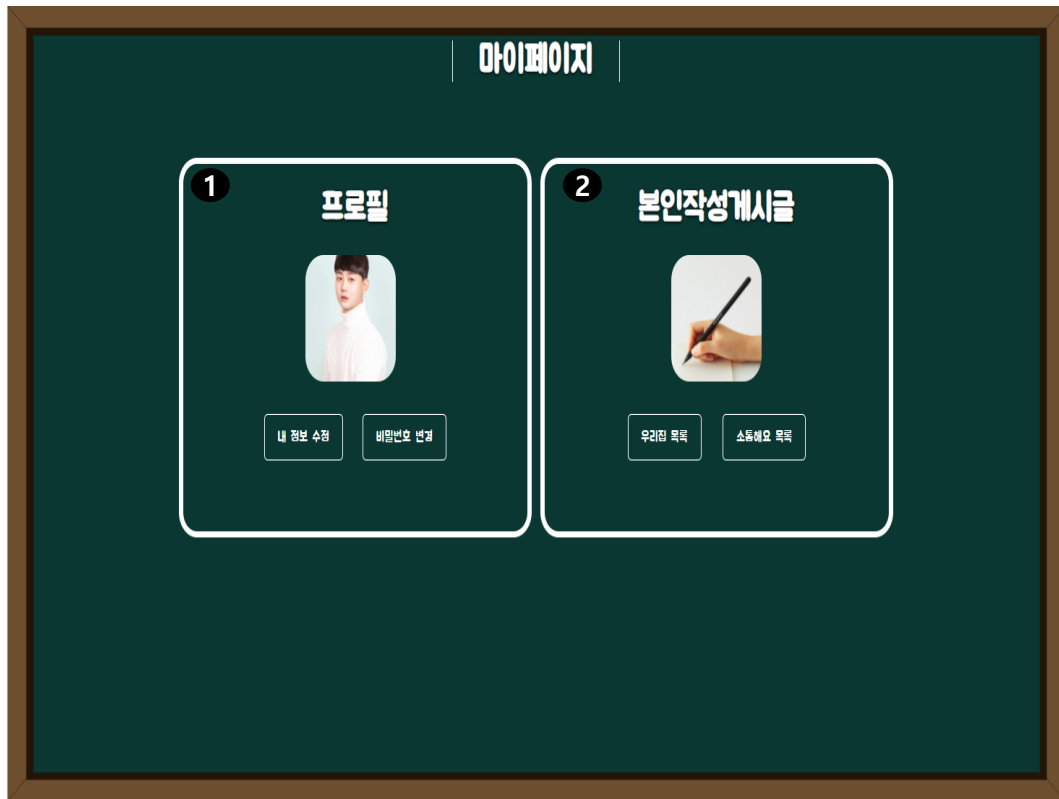 마이페이지
1
프로필
내 정보 수정
비밀번호 변경
2
본인작성게시글
우리집 목록
소통해요 목록